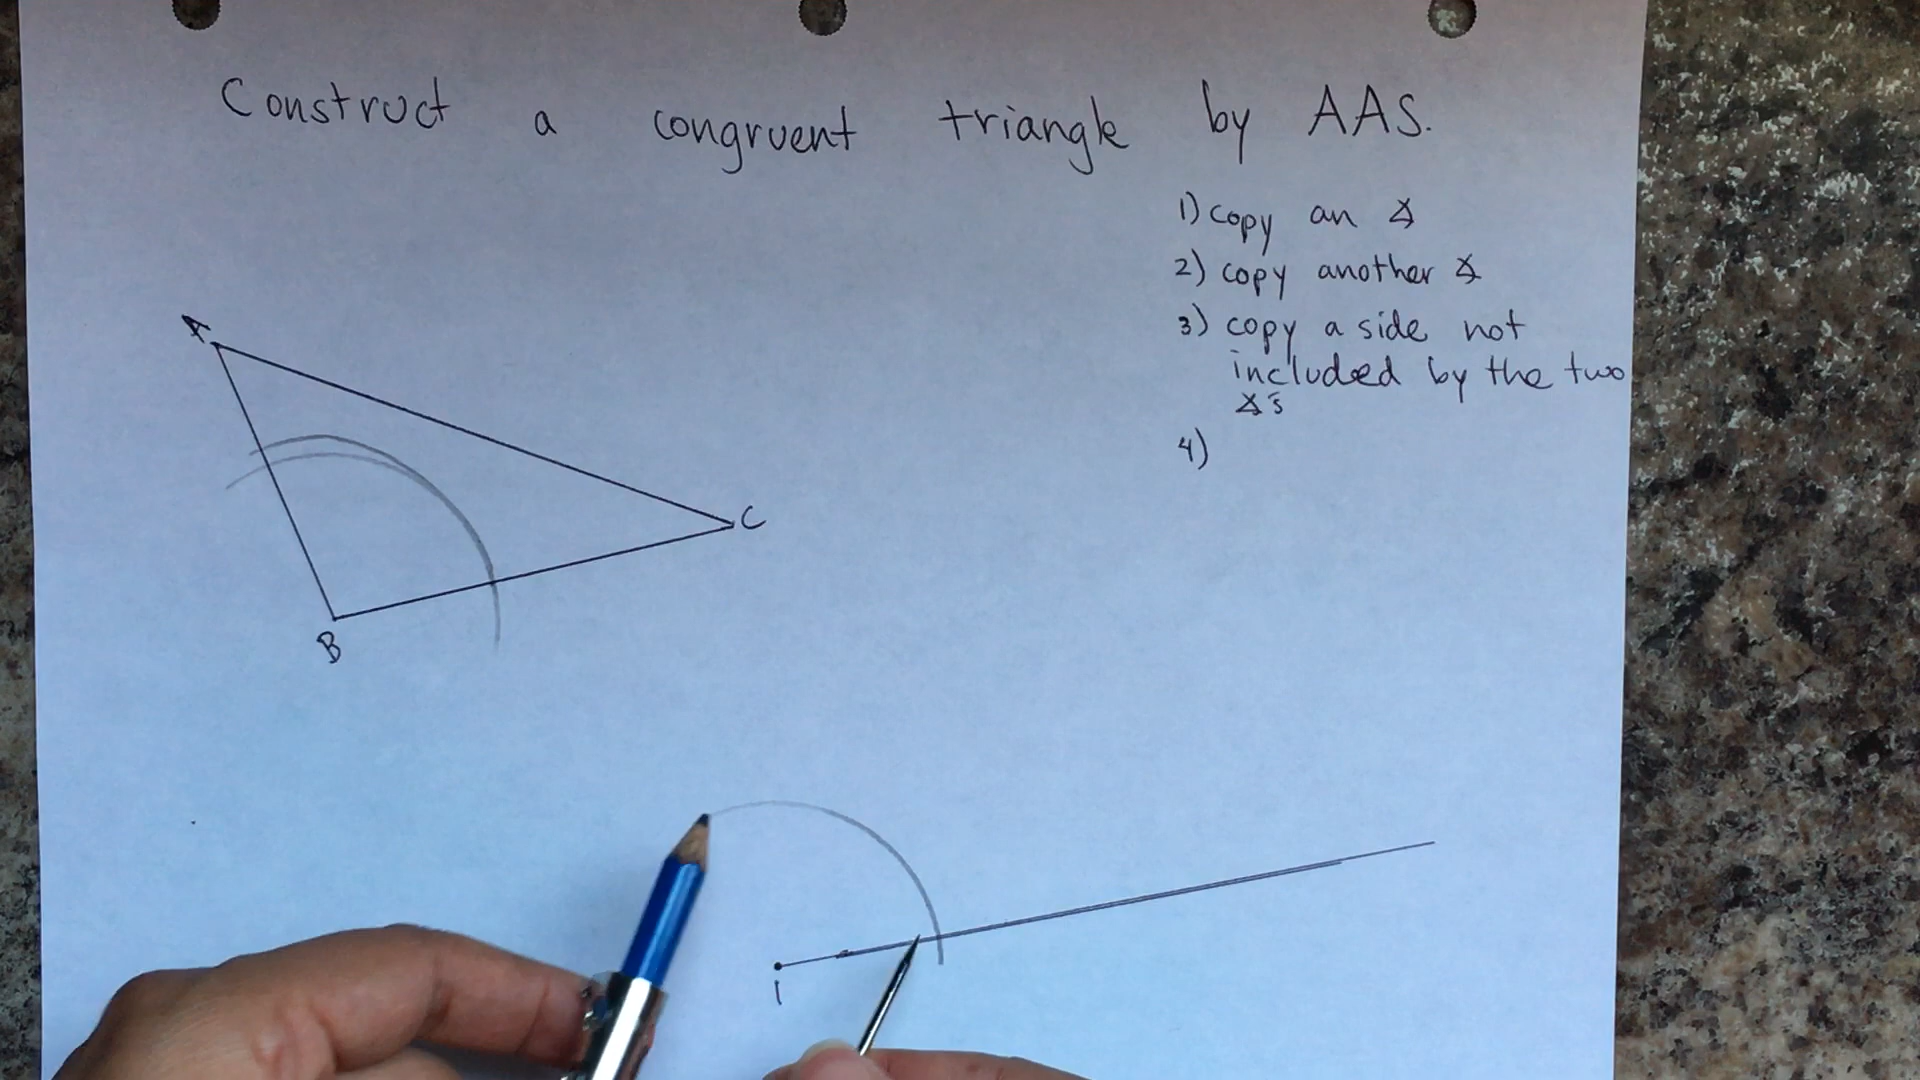 Construct a congruent triangle by AAS.
1) copy an ∡
2) copy another ∡
3) copy a side not
included by the two
∡'s
4)
A
C
B
1